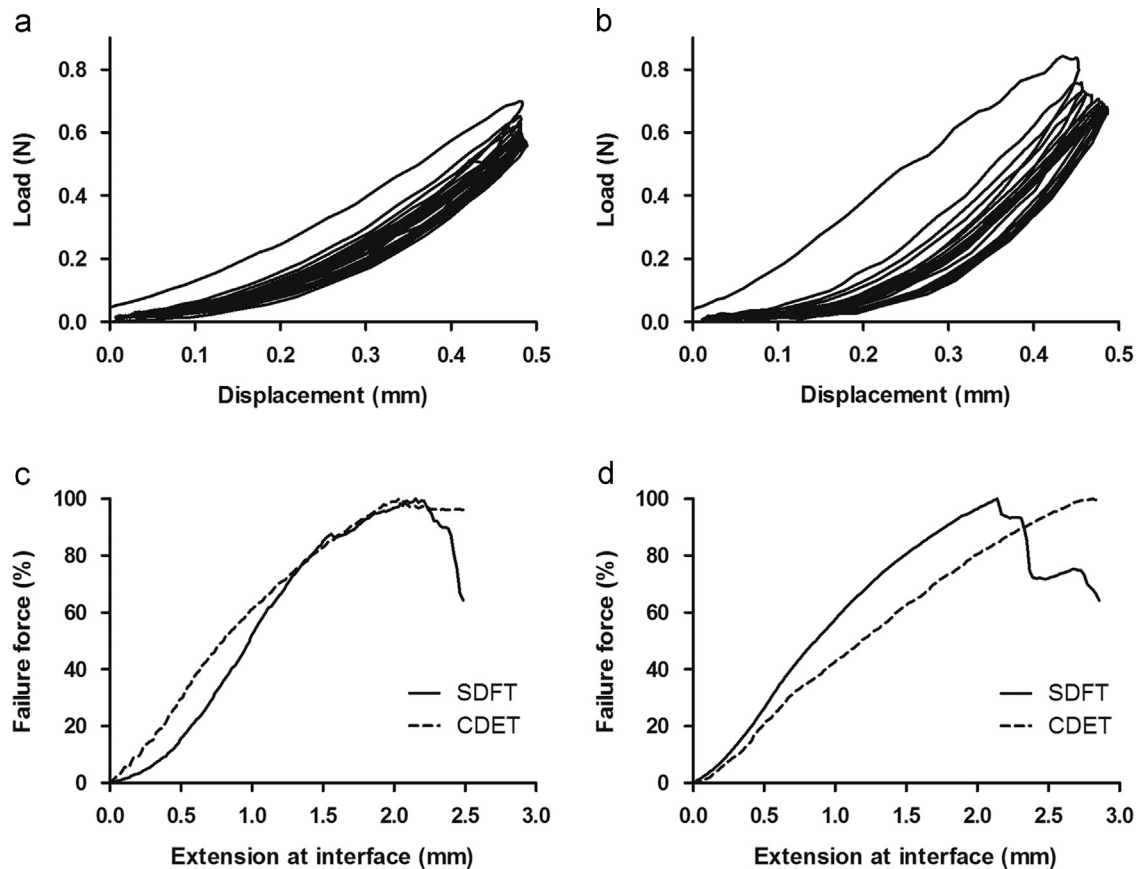 a
Load (N)
0.8
0.6
0.4
0.2
0.0
0.0 0.1 0.2 0.3 0.4 0.5
Displacement (mm)
b
Load (N)
0.8
0.6
0.4
0.2
0.0
0.0 0.1 0.2 0.3 0.4 0.5
Displacement (mm)
c
Failure force (%)
100
80
60
40
20
0
SDFT
CDET
0.0 0.5 1.0 1.5 2.0 2.5 3.0
Extension at interface (mm)
d
Failure force (%)
100
80
60
40
20
0
SDFT
CDET
0.0 0.5 1.0 1.5 2.0 2.5 3.0
Extension at interface (mm)